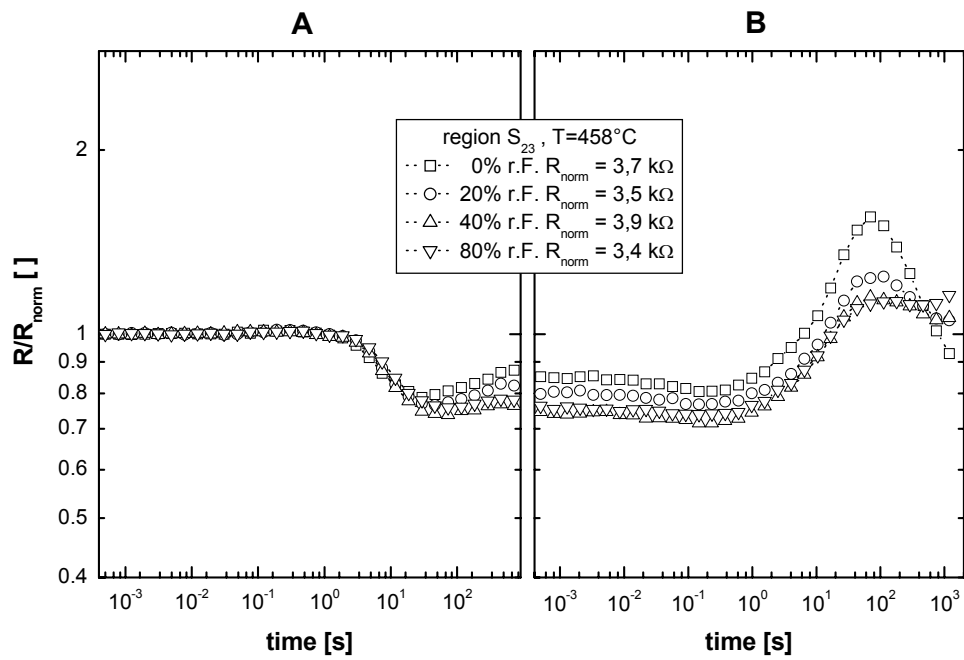 A B
region S₂₃ , T=458°C
0% r.F. Rₙₒᵣₘ = 3,7 kΩ
20% r.F. Rₙₒᵣₘ = 3,5 kΩ
40% r.F. Rₙₒᵣₘ = 3,9 kΩ
80% r.F. Rₙₒᵣₘ = 3,4 kΩ
R/Rₙₒᵣₘ [ ]
2
1
0.9
0.8
0.7
0.6
0.5
0.4
10⁻³ 10⁻² 10⁻¹ 10⁰ 10¹ 10² 10⁻³ 10⁻² 10⁻¹ 10⁰ 10¹ 10² 10³
time [s] time [s]